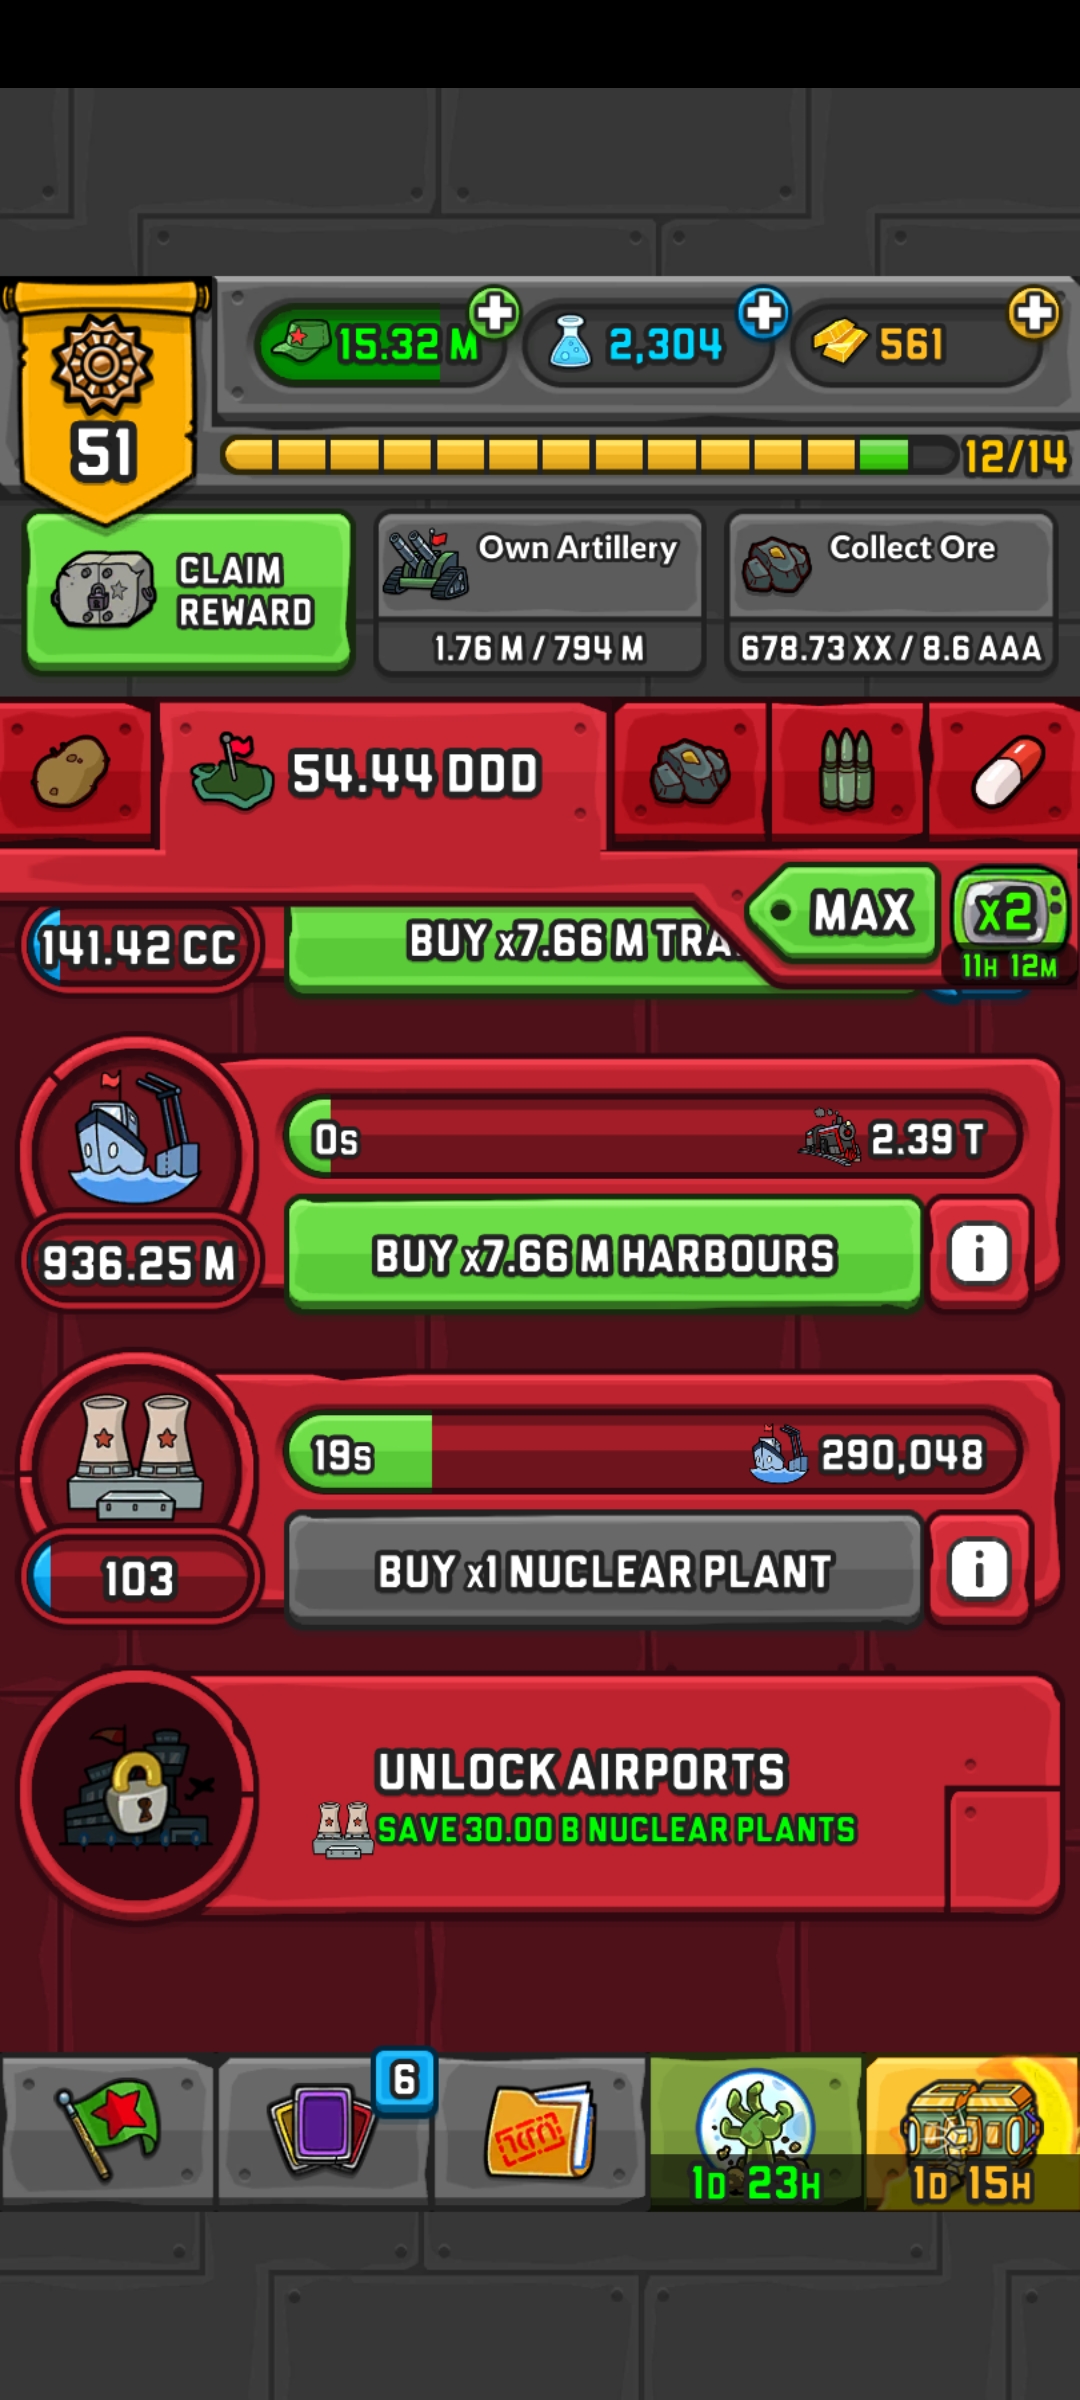 15.32 M
2,304
561
51
12/14
CLAIM
REWARD
Own Artillery
1.76 M / 794 M
Collect Ore
678.73 XX / 8.6 AAA
54.44 DDD
MAX
x2
11H 12M
141.42 CC
BUY x7.66 M TRA
0s
2.39 T
936.25 M
BUY x7.66 M HARBOURS
i
19s
290,048
103
BUY x1 NUCLEAR PLANT
i
UNLOCK AIRPORTS
SAVE 30.00 B NUCLEAR PLANTS
6
1D 23H
1D 15H